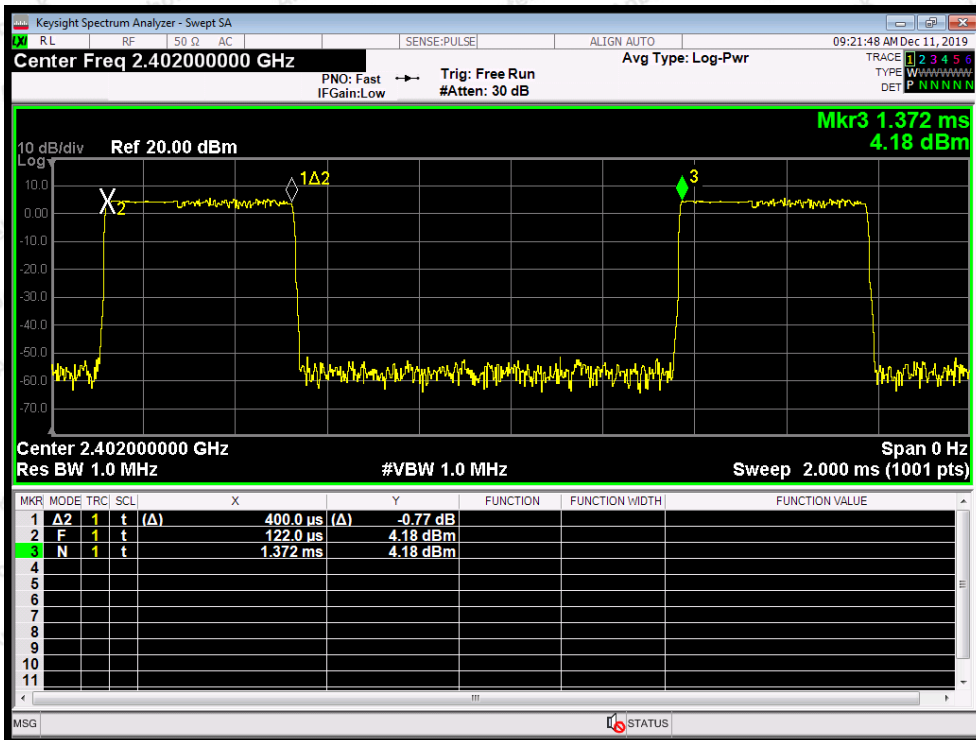 Keysight Spectrum Analyzer - Swept SA
LXI RL RF 50 Ω AC SENSE:PULSE ALIGN AUTO 09:21:48 AM Dec 11, 2019
Center Freq 2.402000000 GHz
Avg Type: Log-Pwr
TRACE 1 2 3 4 5 6
PNO: Fast Trig: Free Run
TYPE WWWWWW
IFGain:Low #Atten: 30 dB
DET P N N N N N
Mkr3 1.372 ms
10 dB/div Ref 20.00 dBm 4.18 dBm
Log
1Δ2
3
10.0
X2
0.00
-10.0
-20.0
-30.0
-40.0
-50.0
-60.0
-70.0
Center 2.402000000 GHz Span 0 Hz
Res BW 1.0 MHz #VBW 1.0 MHz Sweep 2.000 ms (1001 pts)
MKR MODE TRC SCL X Y FUNCTION FUNCTION WIDTH FUNCTION VALUE
1 Δ2 1 t (Δ) 400.0 µs (Δ) -0.77 dB
2 F 1 t 122.0 µs 4.18 dBm
3 N 1 t 1.372 ms 4.18 dBm
4
5
6
7
8
9
10
11
MSG STATUS